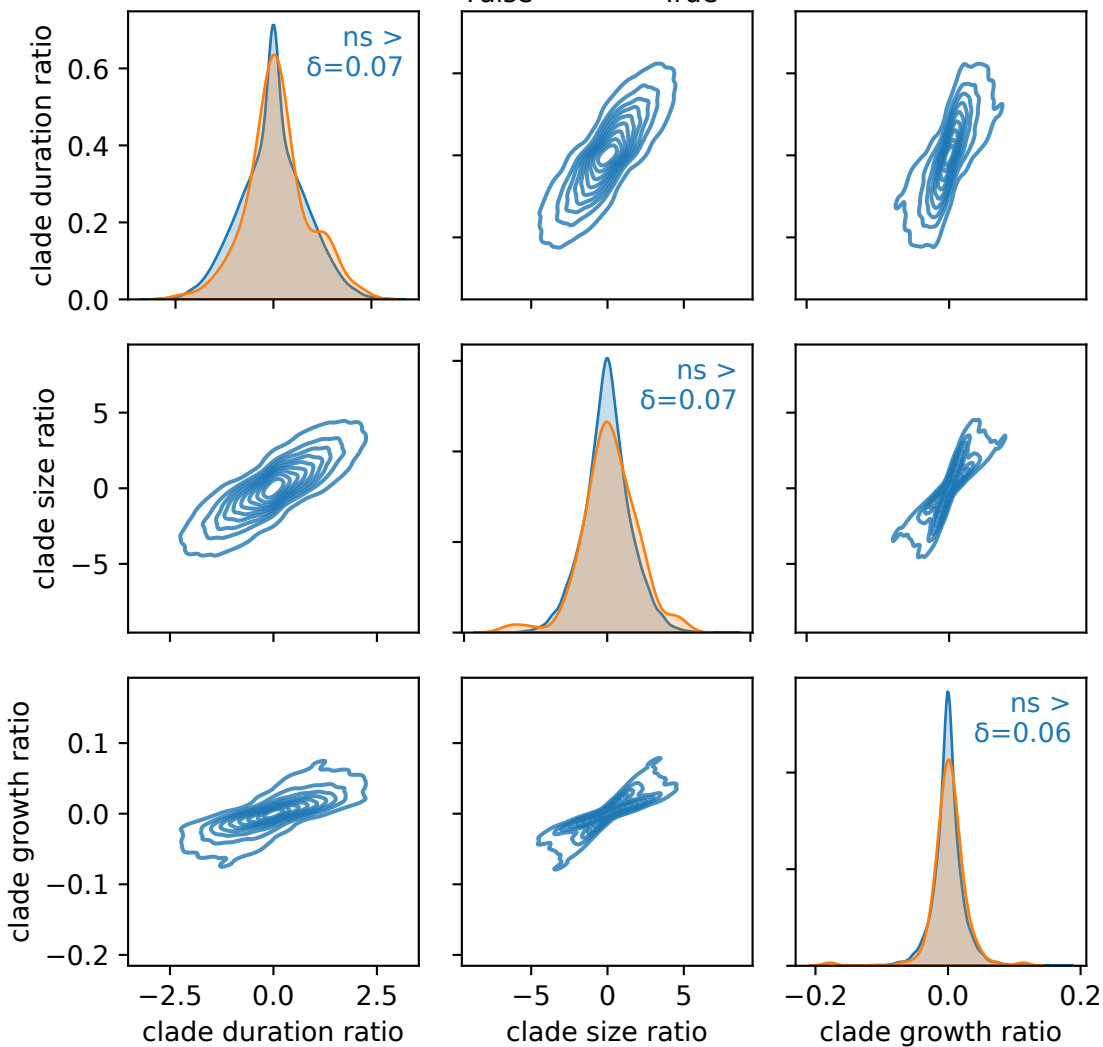 True
clade duration ratio
0.6
0.4
0.2
0.0
ns >
δ=0.07
clade size ratio
5
0
−5
ns >
δ=0.07
clade growth ratio
0.1
0.0
−0.1
−0.2
ns >
δ=0.06
−2.5 0.0 2.5
−5 0 5
−0.2 0.0 0.2
clade duration ratio
clade size ratio
clade growth ratio